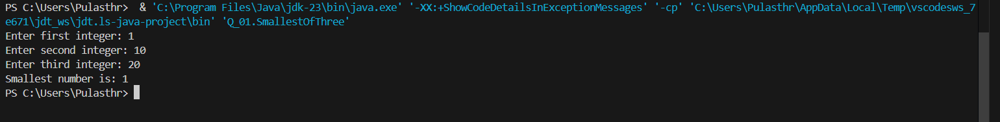 PS C:\Users\Pulasthr>  & 'C:\Program Files\Java\jdk-23\bin\java.exe' '-XX:+ShowCodeDetailsInExceptionMessages' '-cp' 'C:\Users\Pulasthr\AppData\Local\Temp\vscodesws_7
e671\jdt_ws\jdt.ls-java-project\bin' 'Q_01.SmallestOfThree'
Enter first integer: 1
Enter second integer: 10
Enter third integer: 20
Smallest number is: 1
PS C:\Users\Pulasthr>